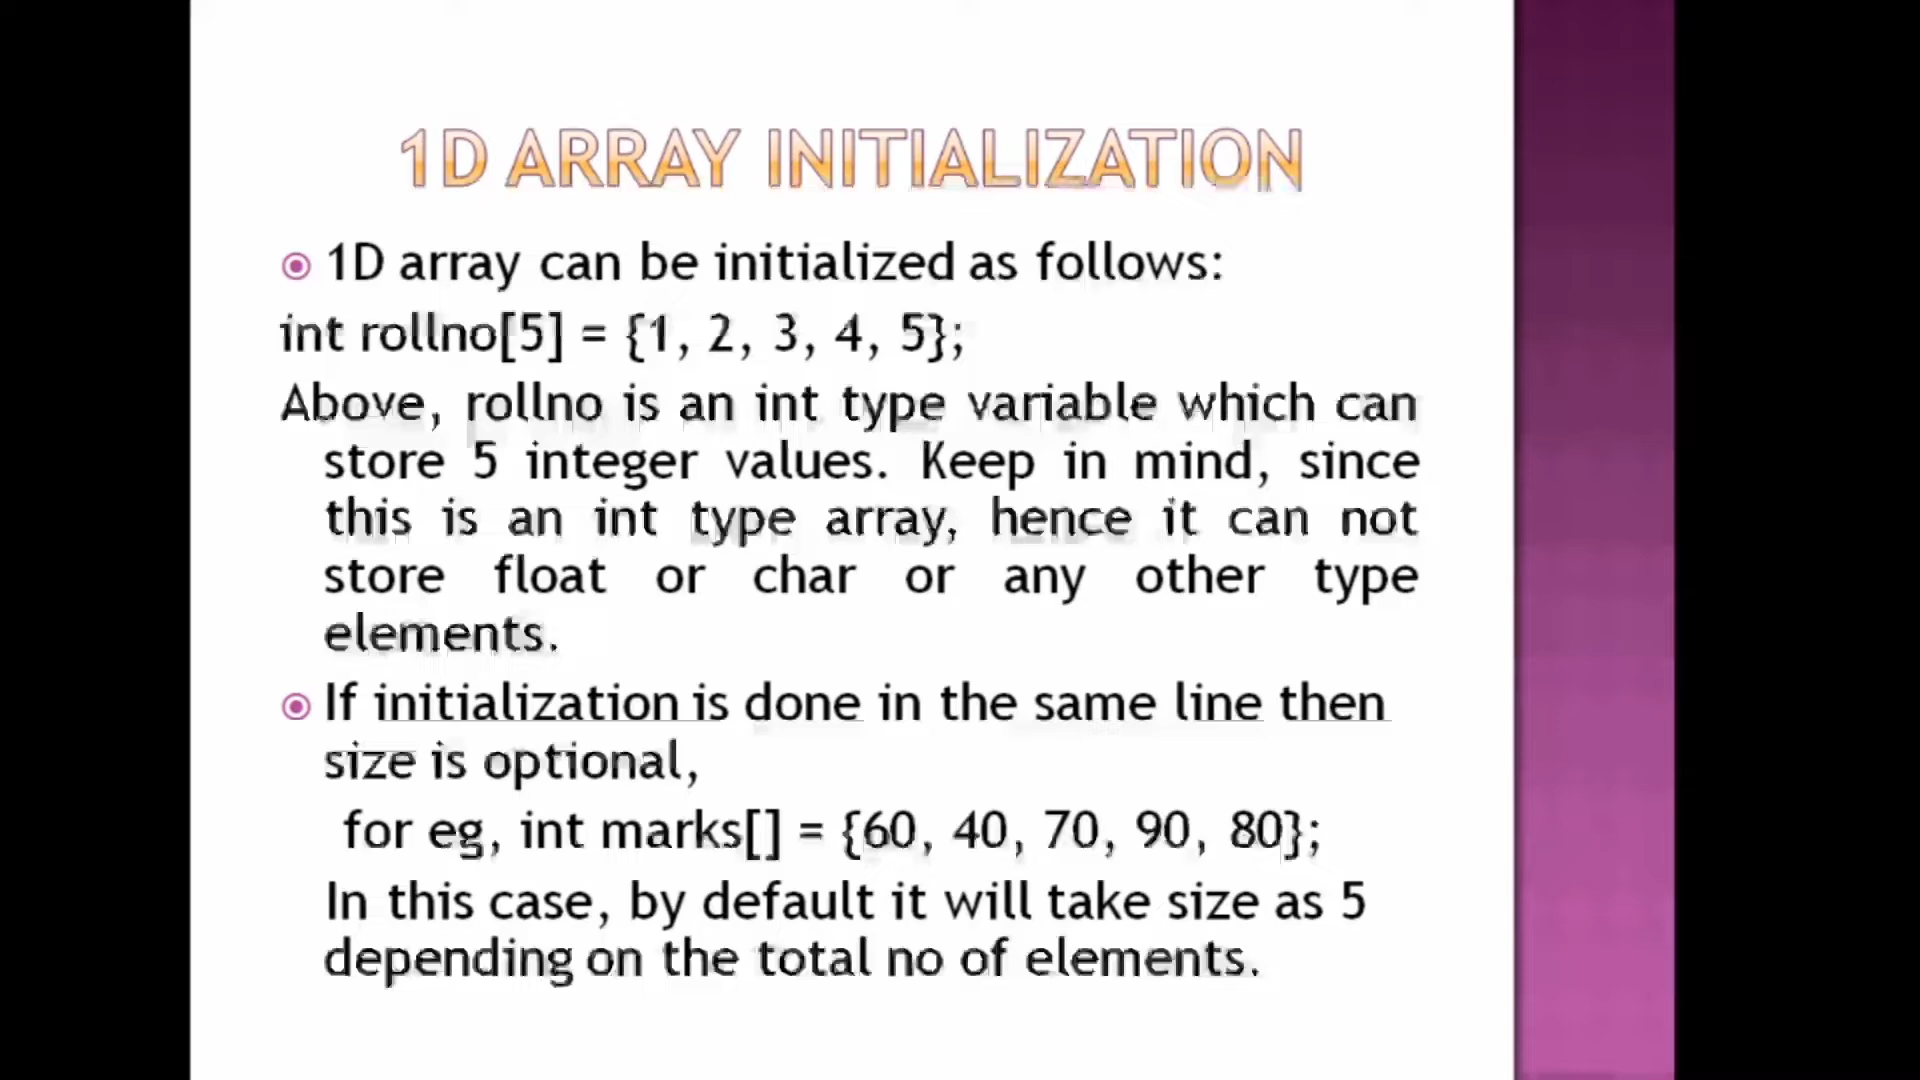 1D ARRAY INITIALIZATION
1D array can be initialized as follows:
int rollno[5] = {1, 2, 3, 4, 5};
Above, rollno is an int type variable which can
store 5 integer values. Keep in mind, since
this is an int type array, hence it can not
store float or char or any other type
elements.
If initialization is done in the same line then
size is optional,
for eg, int marks[] = {60, 40, 70, 90, 80};
In this case, by default it will take size as 5
depending on the total no of elements.